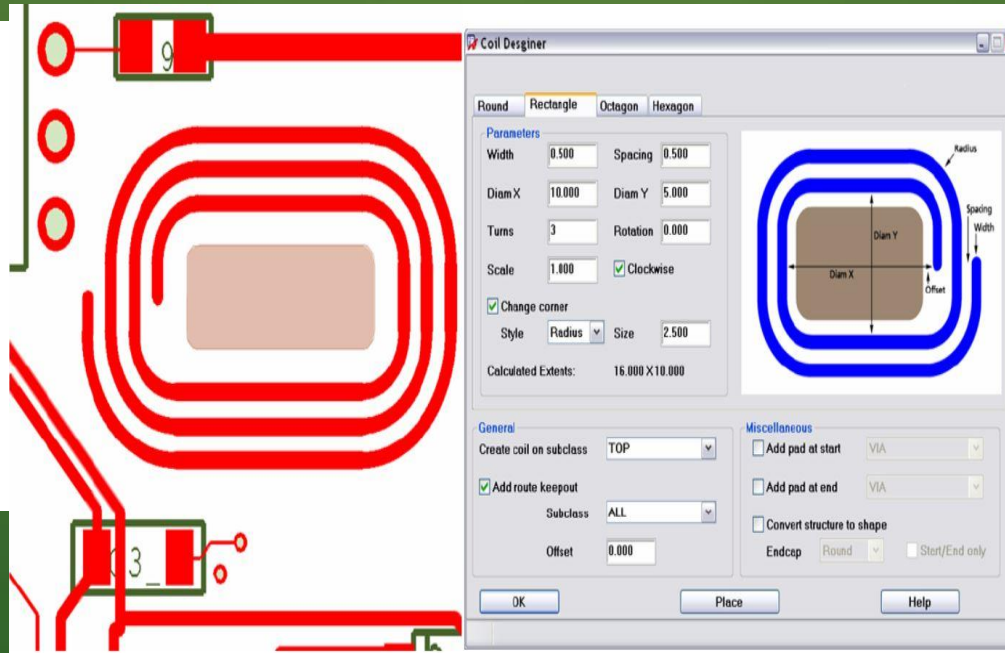 9
3_
Coil Desginer
Round Rectangle Octagon Hexagon
Parameters
Width 0.500 Spacing 0.500
Diam X 10.000 Diam Y 5.000
Turns 3 Rotation 0.000
Scale 1.000 Clockwise
Change corner
Style Radius Size 2.500
Calculated Extents: 16.000 X 10.000
Radius
Spacing
Width
Diam Y
Diam X
Offset
General
Create coil on subclass TOP
Add route keepout
Subclass ALL
Offset 0.000
Miscellaneous
Add pad at start VIA
Add pad at end VIA
Convert structure to shape
Endcap Round Start/End only
OK Place Help